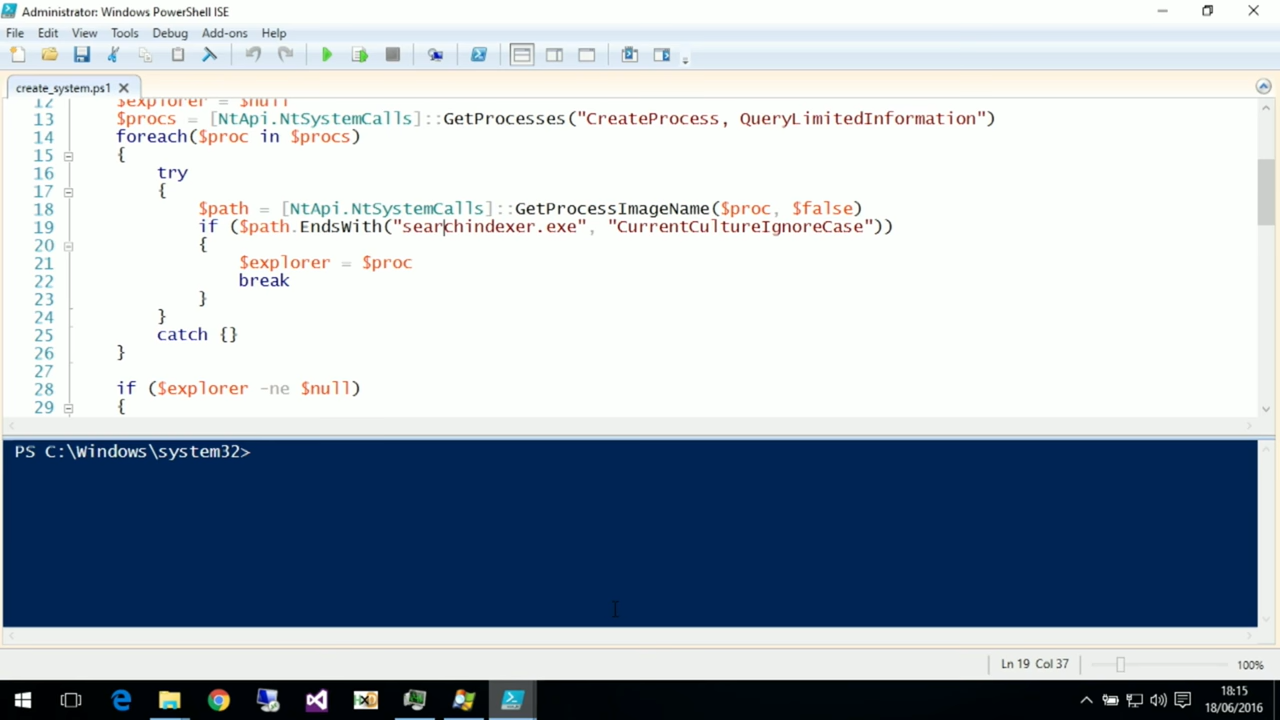 Administrator: Windows PowerShell ISE
File Edit View Tools Debug Add-ons Help
create_system.ps1
12 $explorer = $null
13 $procs = [NtApi.NtSystemCalls]::GetProcesses("CreateProcess, QueryLimitedInformation")
14 foreach($proc in $procs)
15 {
16 try
17 {
18 $path = [NtApi.NtSystemCalls]::GetProcessImageName($proc, $false)
19 if ($path.EndsWith("searchindexer.exe", "CurrentCultureIgnoreCase"))
20 {
21 $explorer = $proc
22 break
23 }
24 }
25 catch {}
26 }
27
28 if ($explorer -ne $null)
29 {
PS C:\Windows\system32>
Ln 19 Col 37 100%
18:15
18/06/2016